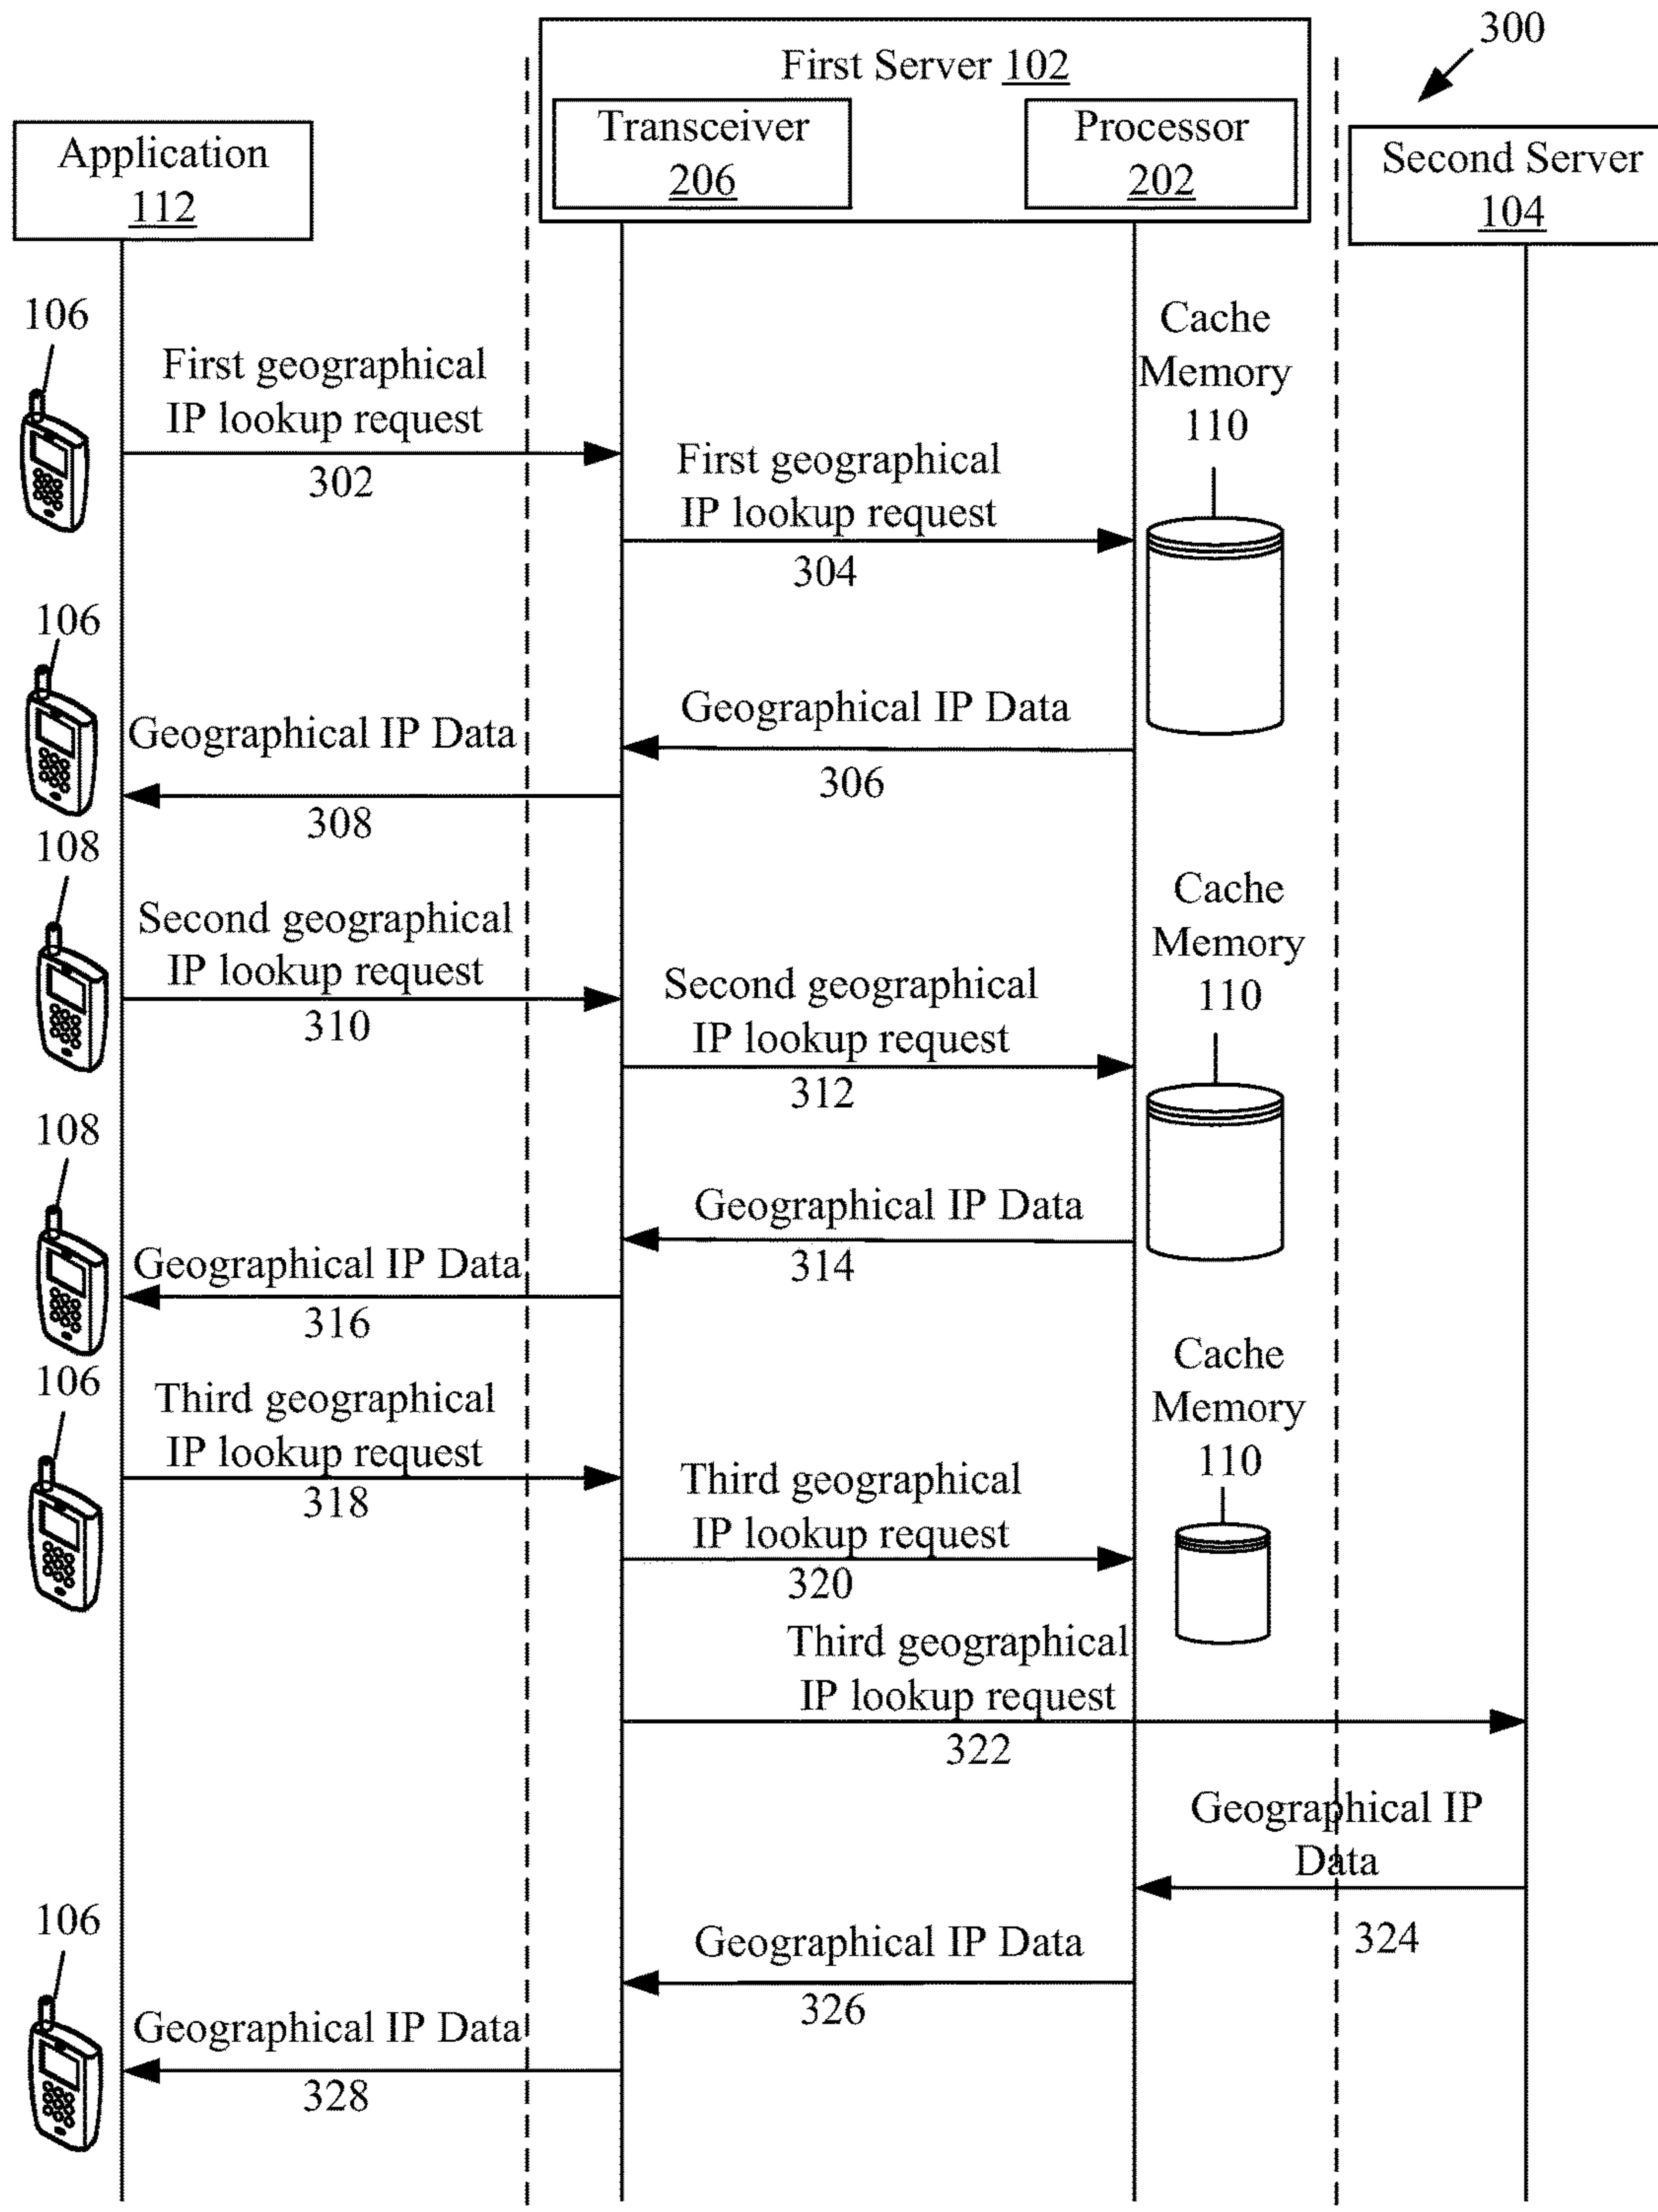 300
First Server 102
Transceiver
206
Processor
202
Application
112
Second Server
104
106
First geographical
IP lookup request
302
Cache
Memory
110
First geographical
IP lookup request
304
106
Geographical IP Data
306
Geographical IP Data
308
108
Second geographical
IP lookup request
310
Cache
Memory
110
Second geographical
IP lookup request
312
108
Geographical IP Data
314
Geographical IP Data
316
106
Third geographical
IP lookup request
318
Cache
Memory
110
Third geographical
IP lookup request
320
Third geographical
IP lookup request
322
Geographical IP
Data
324
106
Geographical IP Data
326
Geographical IP Data
328